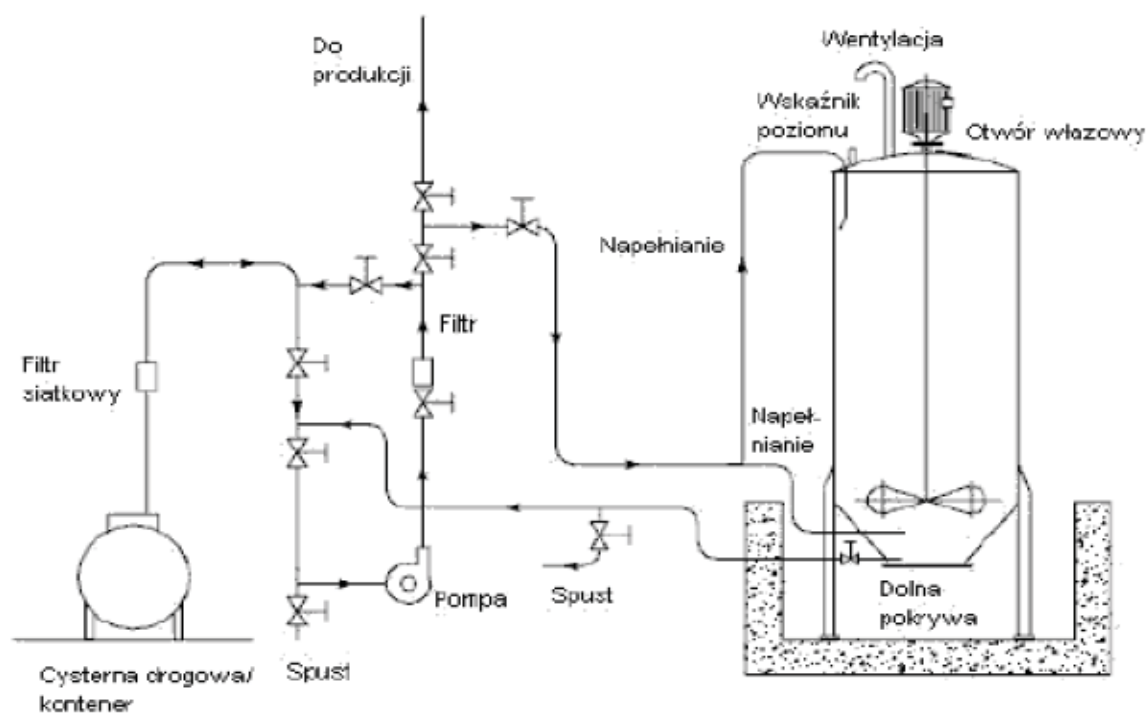 Do
produkcji
Wentylacja
Wskaźnik
poziomu
Otwór włazowy
Napełnianie
Filtr
Filtr
siatkowy
Napeł-
nianie
Pompa
Spust
Dolna
pokrywa
Cysterna drogowa/
kontener
Spust